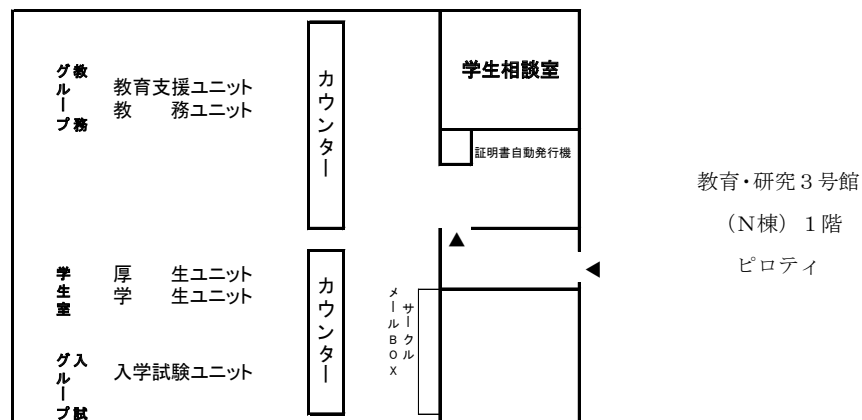 教務
グループ
教育支援ユニット
教　　務ユニット
カウンター
学生相談室
証明書自動発行機
教育・研究３号館
（Ｎ棟）１階
ピロティ
▲
◀
学生室
厚　　生ユニット
学　　生ユニット
カウンター
サークル
メールＢＯＸ
入試
グループ
入学試験ユニット